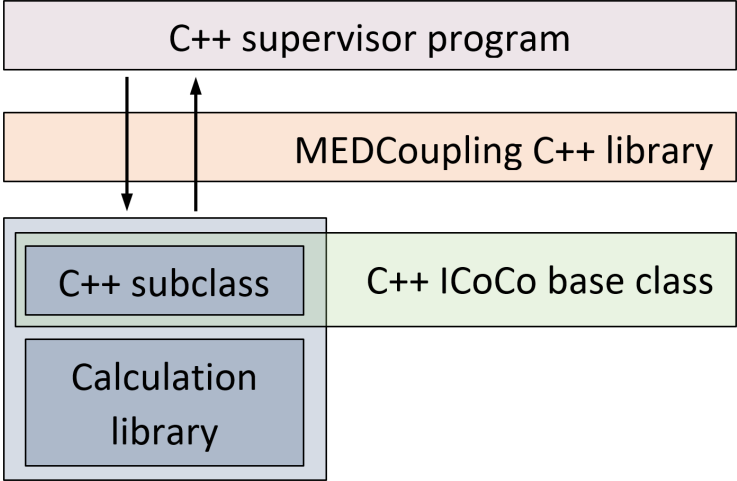 C++ supervisor program
MEDCoupling C++ library
C++ subclass
C++ ICoCo base class
Calculation
library